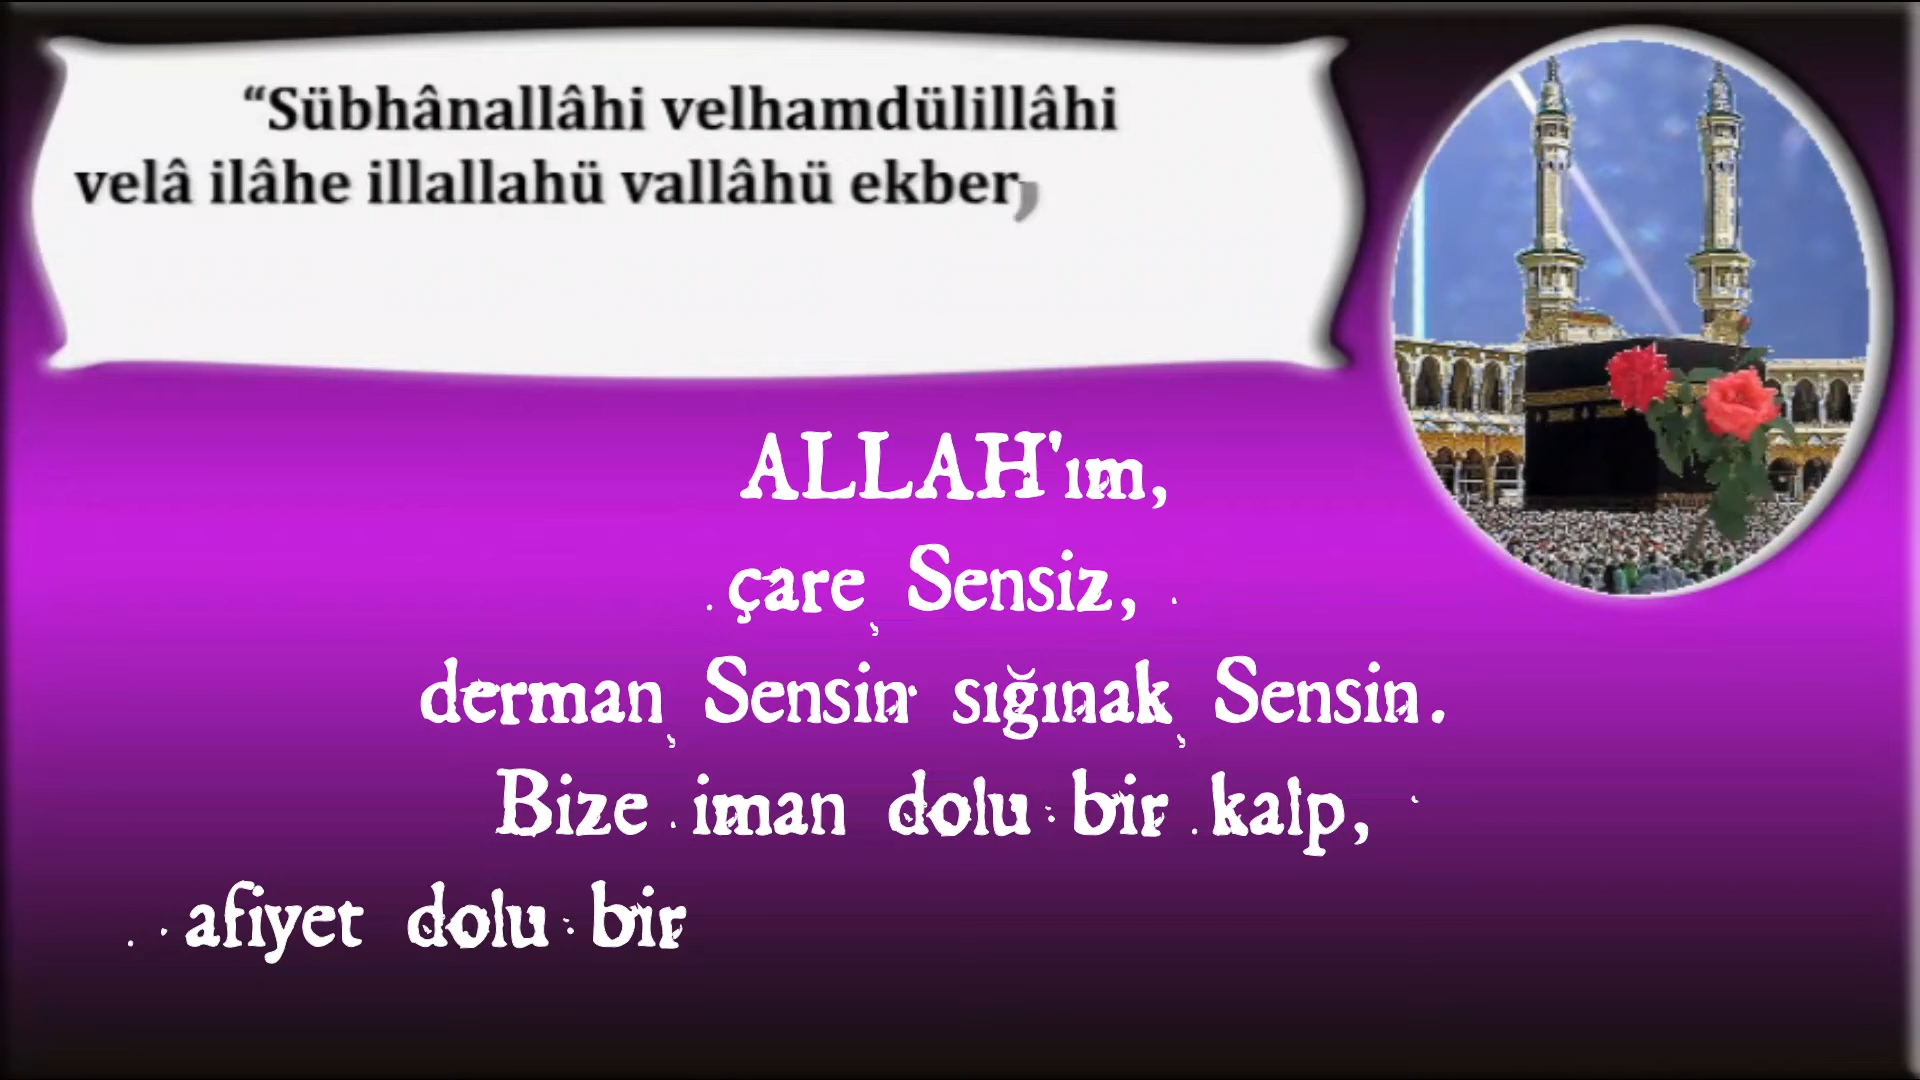 “Sübhânallâhi velhamdülillâhi
velâ ilâhe illallahü vallâhü ekber,
ALLAH'ım,
çare Sensiz,
derman Sensin sığınak Sensin.
Bize iman dolu bir kalp,
afiyet dolu bir